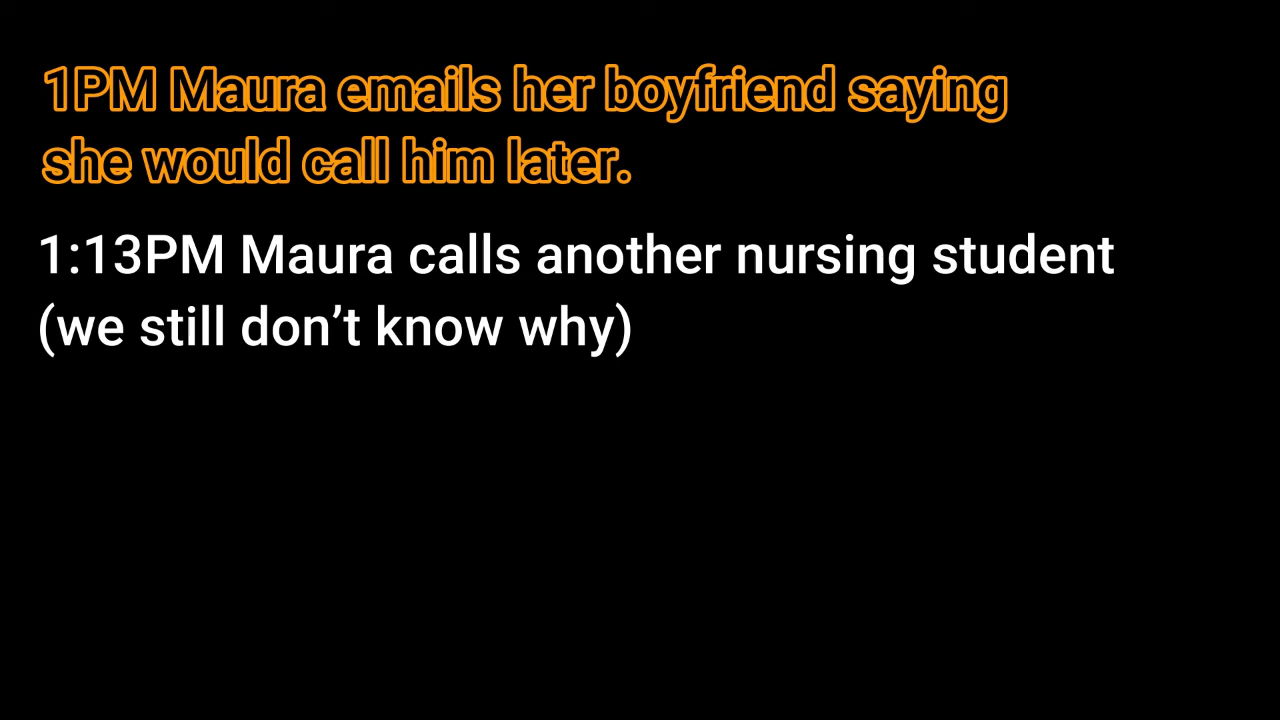 1PM Maura emails her boyfriend saying
she would call him later.
1:13PM Maura calls another nursing student
(we still don’t know why)